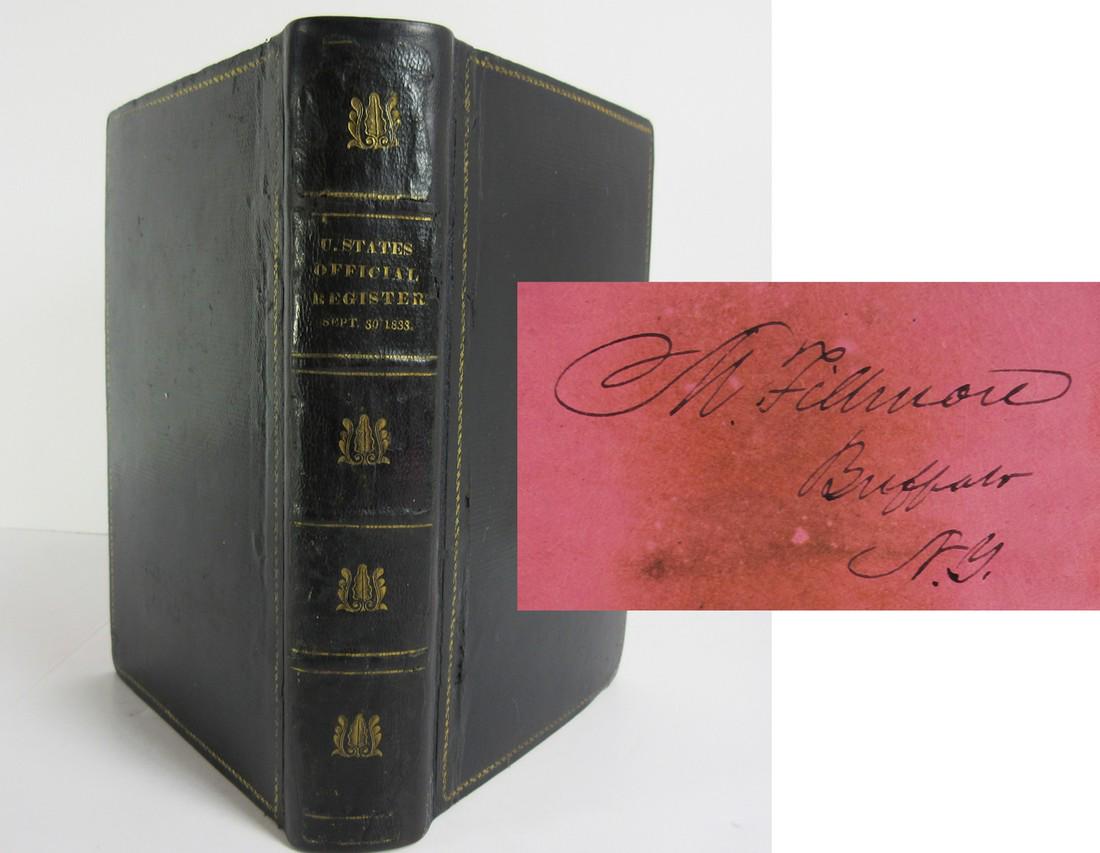 U. STATES
OFFICIAL
REGISTER
SEPT. 30 1833.
M. Fillmore
Buffalo
N.Y.